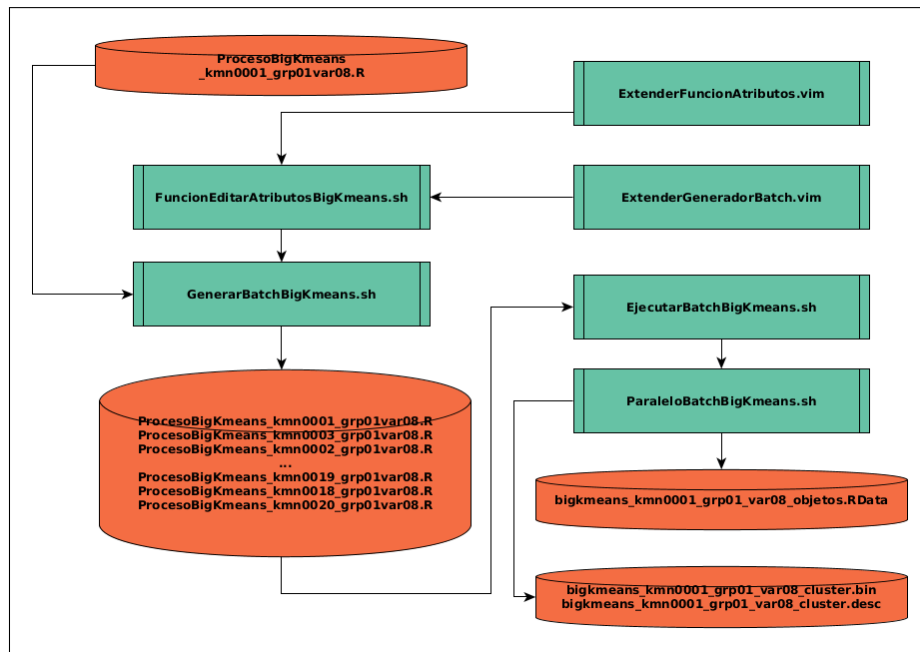 ProcesoBigKmeans
_kmn0001_grp01var08.R
ExtenderFuncionAtributos.vim
FuncionEditarAtributosBigKmeans.sh
ExtenderGeneradorBatch.vim
GenerarBatchBigKmeans.sh
EjecutarBatchBigKmeans.sh
ParaleloBatchBigKmeans.sh
ProcesoBigKmeans_kmn0001_grp01var08.R
ProcesoBigKmeans_kmn0003_grp01var08.R
ProcesoBigKmeans_kmn0002_grp01var08.R
...
ProcesoBigKmeans_kmn0019_grp01var08.R
ProcesoBigKmeans_kmn0018_grp01var08.R
ProcesoBigKmeans_kmn0020_grp01var08.R
bigkmeans_kmn0001_grp01_var08_objetos.RData
bigkmeans_kmn0001_grp01_var08_cluster.bin
bigkmeans_kmn0001_grp01_var08_cluster.desc